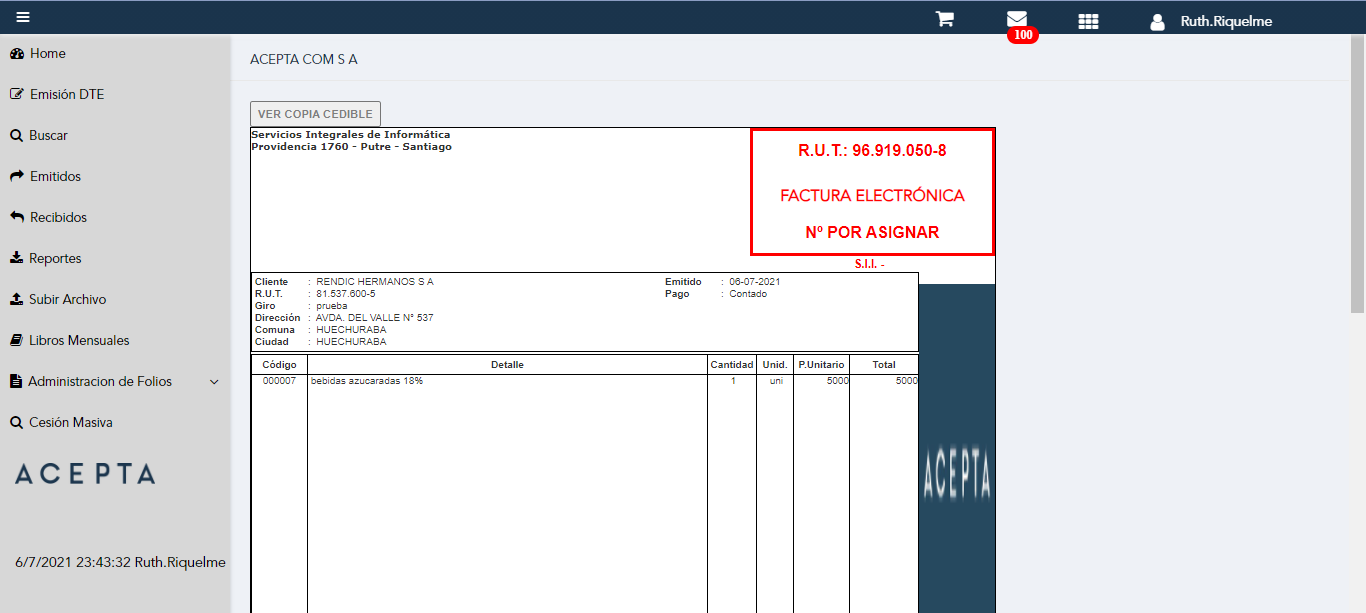 Ruth.Riquelme
100
Home
Emisión DTE
Buscar
Emitidos
Recibidos
Reportes
Subir Archivo
Libros Mensuales
Administracion de Folios
Cesión Masiva
ACEPTA
6/7/2021 23:43:32 Ruth.Riquelme
ACEPTA COM S A
VER COPIA CEDIBLE
Servicios Integrales de Informática
Providencia 1760 - Putre - Santiago
R.U.T.: 96.919.050-8
FACTURA ELECTRÓNICA
Nº POR ASIGNAR
S.I.I. -
Cliente : RENDIC HERMANOS S A Emitido : 06-07-2021
R.U.T. : 81.537.600-5 Pago : Contado
Giro : prueba
Dirección : AVDA. DEL VALLE N° 537
Comuna : HUECHURABA
Ciudad : HUECHURABA
Código Detalle Cantidad Unid. P.Unitario Total
000007 bebidas azucaradas 18% 1 uni 5000 5000
ACEPTA